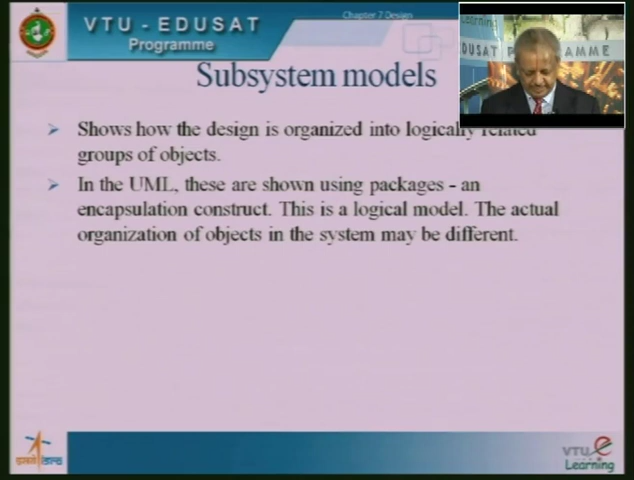 VTU - EDUSAT
Programme
Chapter 7 Design
Learning
EDUSAT PROGRAMME
Subsystem models
Shows how the design is organized into logically related
groups of objects.
In the UML, these are shown using packages - an
encapsulation construct. This is a logical model. The actual
organization of objects in the system may be different.
VTU e
Learning